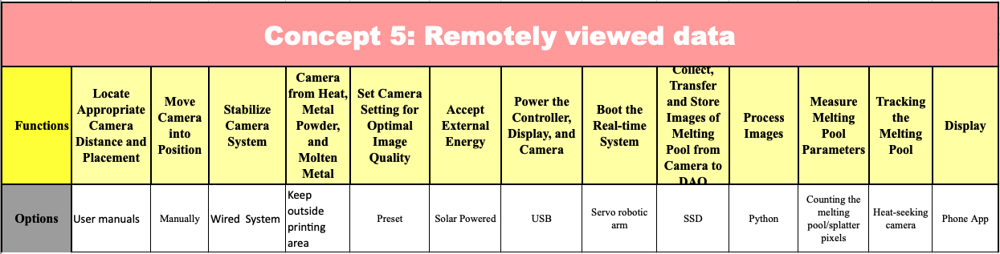 Concept 5: Remotely viewed data
Functions
Locate
Appropriate
Camera
Distance and
Placement
Move
Camera
into
Position
Stabilize
Camera
System
Camera
from Heat,
Metal
Powder,
and
Molten
Metal
Set Camera
Setting for
Optimal
Image
Quality
Accept
External
Energy
Power the
Controller,
Display, and
Camera
Boot the
Real-time
System
Collect,
Transfer
and Store
Images of
Melting
Pool from
Camera to
DAQ
Process
Images
Measure
Melting
Pool
Parameters
Tracking
the
Melting
Pool
Display
Options
User manuals
Manually
Wired System
Keep
outside
printing
area
Preset
Solar Powered
USB
Servo robotic
arm
SSD
Python
Counting the
melting
pool/splatter
pixels
Heat-seeking
camera
Phone App